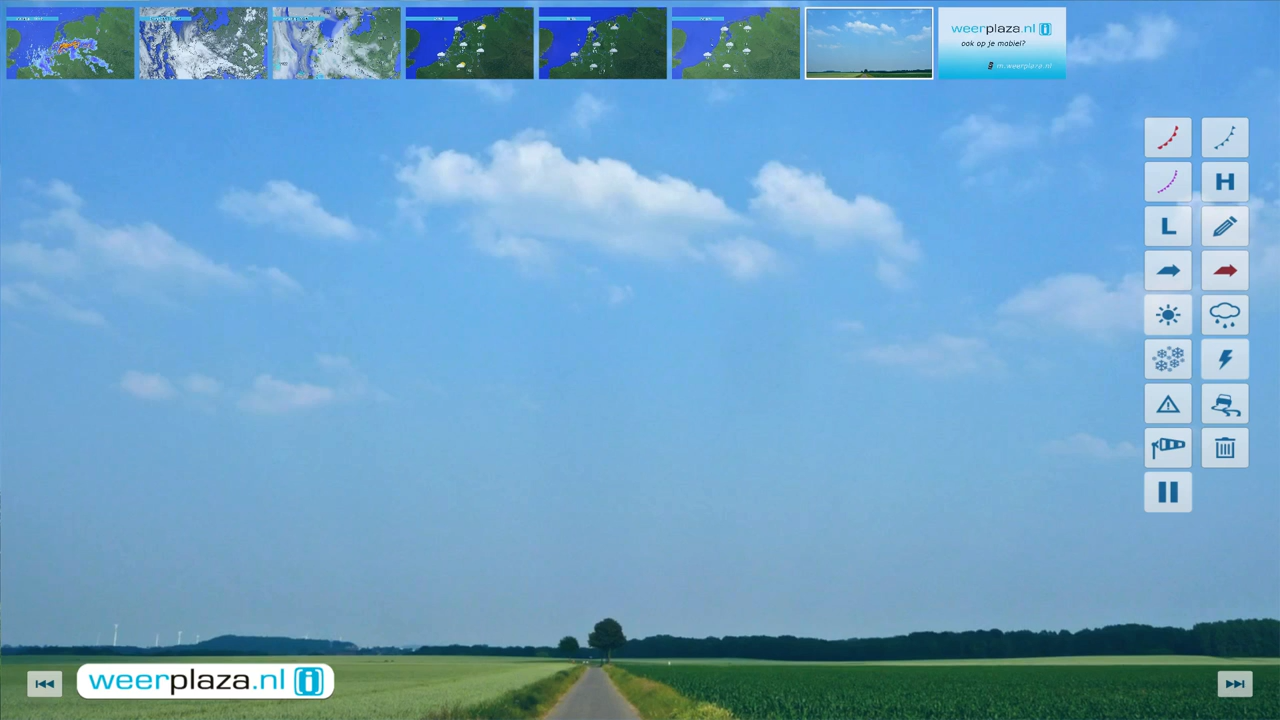 weerplaza.nl i
ook op je mobiel?
m.weerplaza.nl
H
L
weerplaza.nl i